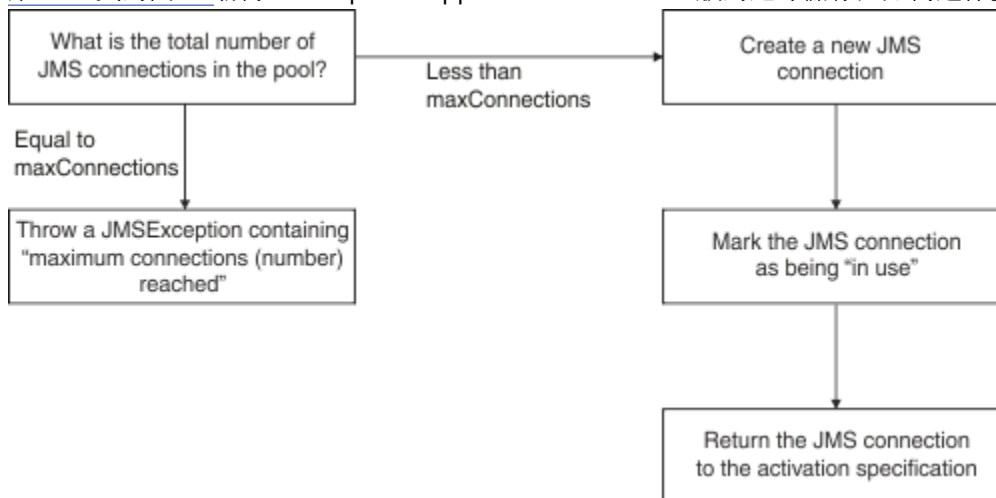 What is the total number of
JMS connections in the pool?
Less than
maxConnections
Create a new JMS
connection
Equal to
maxConnections
Throw a JMSException containing
“maximum connections (number)
reached”
Mark the JMS connection
as being “in use”
Return the JMS connection
to the activation specification